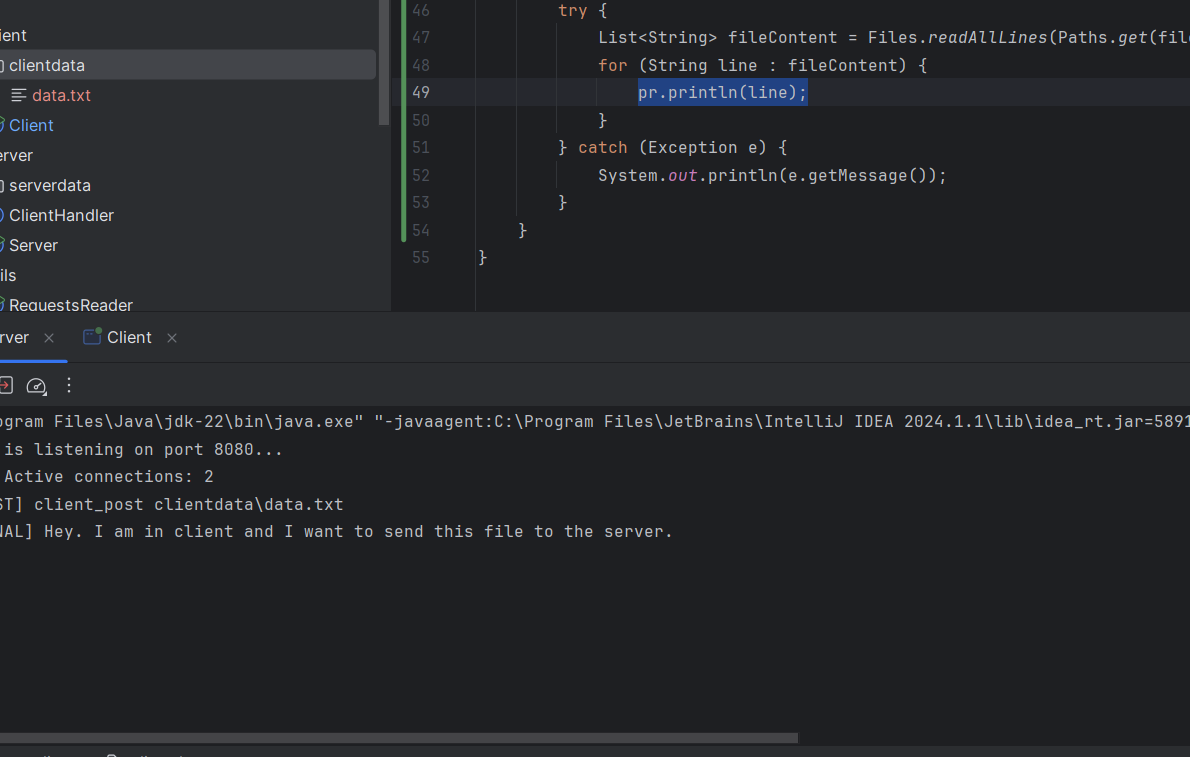 ient
clientdata
data.txt
Client
erver
serverdata
ClientHandler
Server
ils
RequestsReader
46 try {
47 List<String> fileContent = Files.readAllLines(Paths.get(file
48 for (String line : fileContent) {
49 pr.println(line);
50 }
51 } catch (Exception e) {
52 System.out.println(e.getMessage());
53 }
54 }
55 }
rver × Client ×
ogram Files\Java\jdk-22\bin\java.exe" "-javaagent:C:\Program Files\JetBrains\IntelliJ IDEA 2024.1.1\lib\idea_rt.jar=5891
is listening on port 8080...
Active connections: 2
ST] client_post clientdata\data.txt
NAL] Hey. I am in client and I want to send this file to the server.